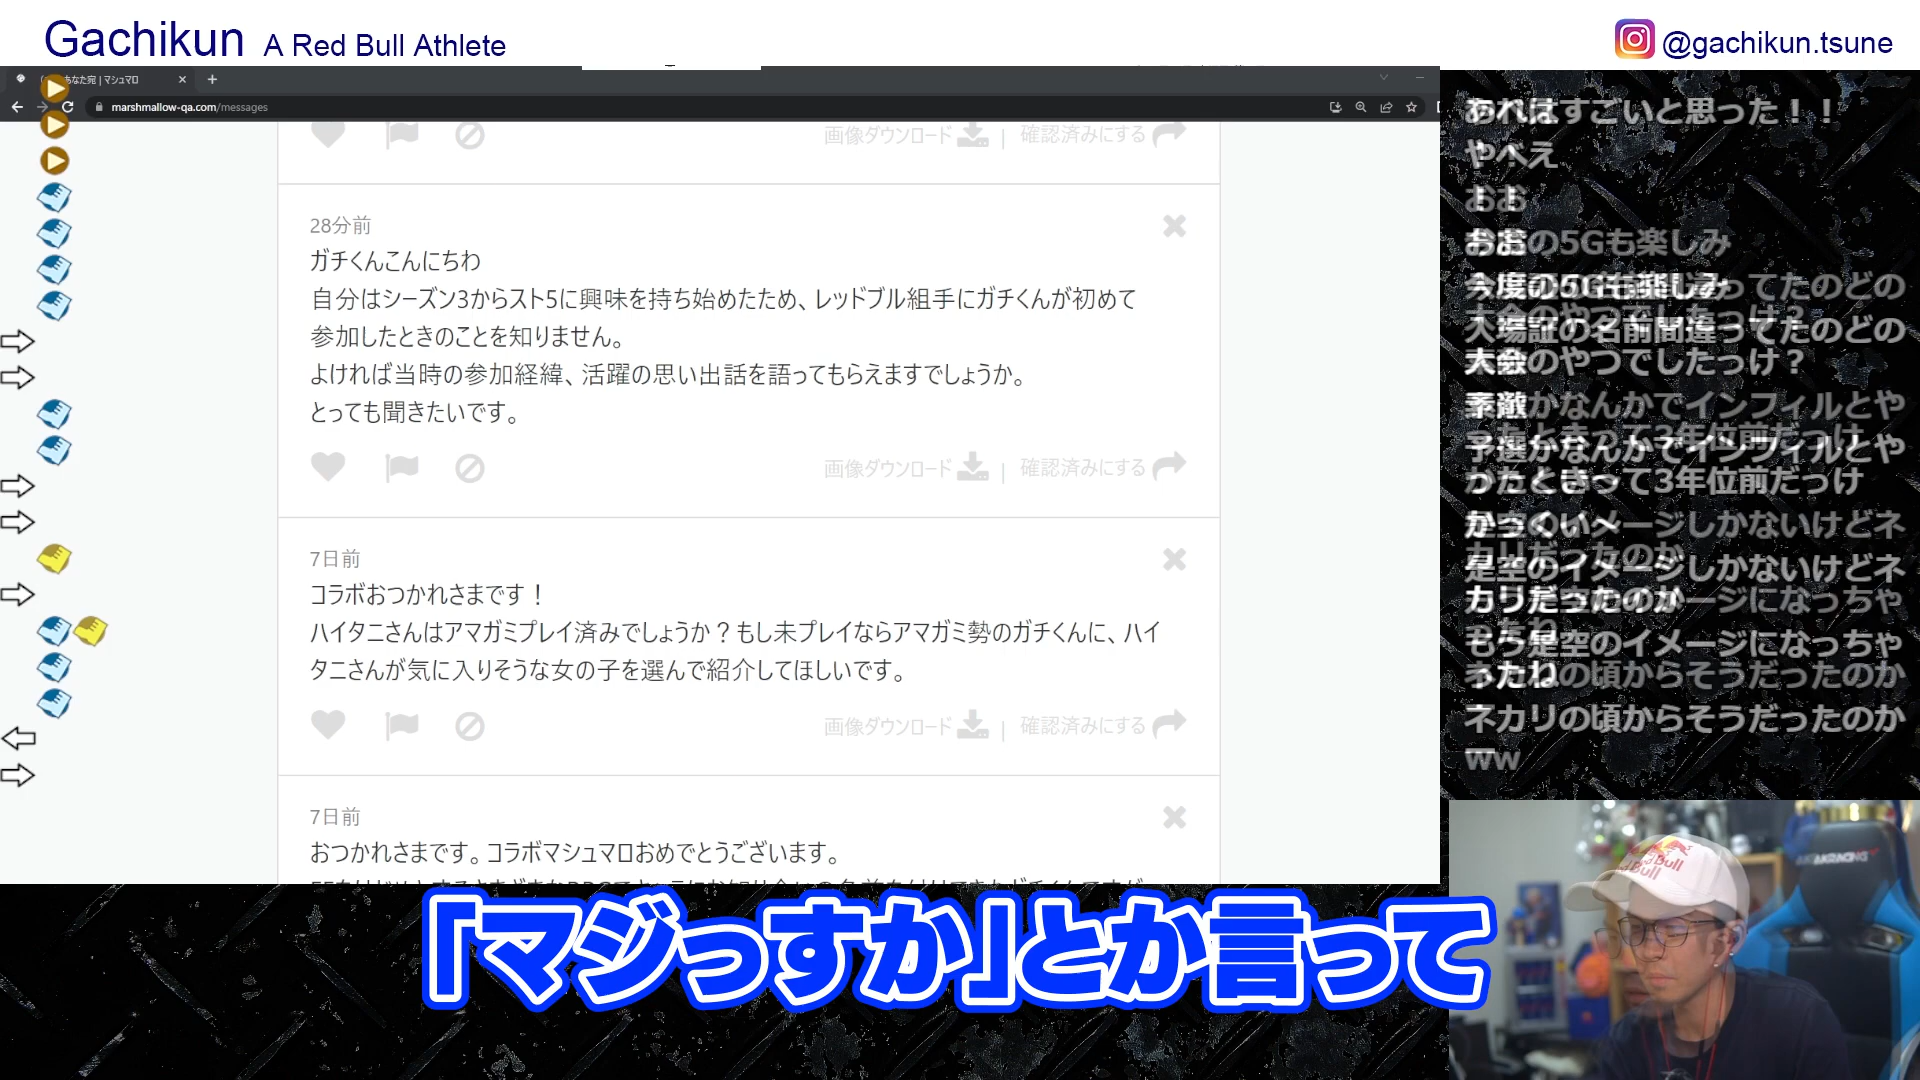 Gachikun A Red Bull Athlete
@gachikun.tsune
あなた宛 | マシュマロ
marshmallow-qa.com/messages
画像ダウンロード | 確認済みにする
28分前
ガチくんこんにちわ
自分はシーズン3からスト5に興味を持ち始めたため、レッドブル組手にガチくんが初めて
参加したときのことを知りません。
よければ当時の参加経緯、活躍の思い出話を語ってもらえますでしょうか。
とっても聞きたいです。
画像ダウンロード | 確認済みにする
7日前
コラボおつかれさまです！
ハイタニさんはアマガミプレイ済みでしょうか？もし未プレイならアマガミ勢のガチくんに、ハイ
タニさんが気に入りそうな女の子を選んで紹介してほしいです。
画像ダウンロード | 確認済みにする
7日前
おつかれさまです。コラボマシュマロおめでとうございます。
あれはすごいと思った！！
やべえ
おお
の5Gも楽しみ
大会のやつでしたっけ？
予選かなんかでインフィルとや
ったときって3年位前だっけ
足空のイメージしかないけどネ
カリだったのか
もう足空のイメージになっちゃ
ったね
ネカリの頃からそうだったのか
ww
Red Bull
AKRACING
「マジっすか」とか言って